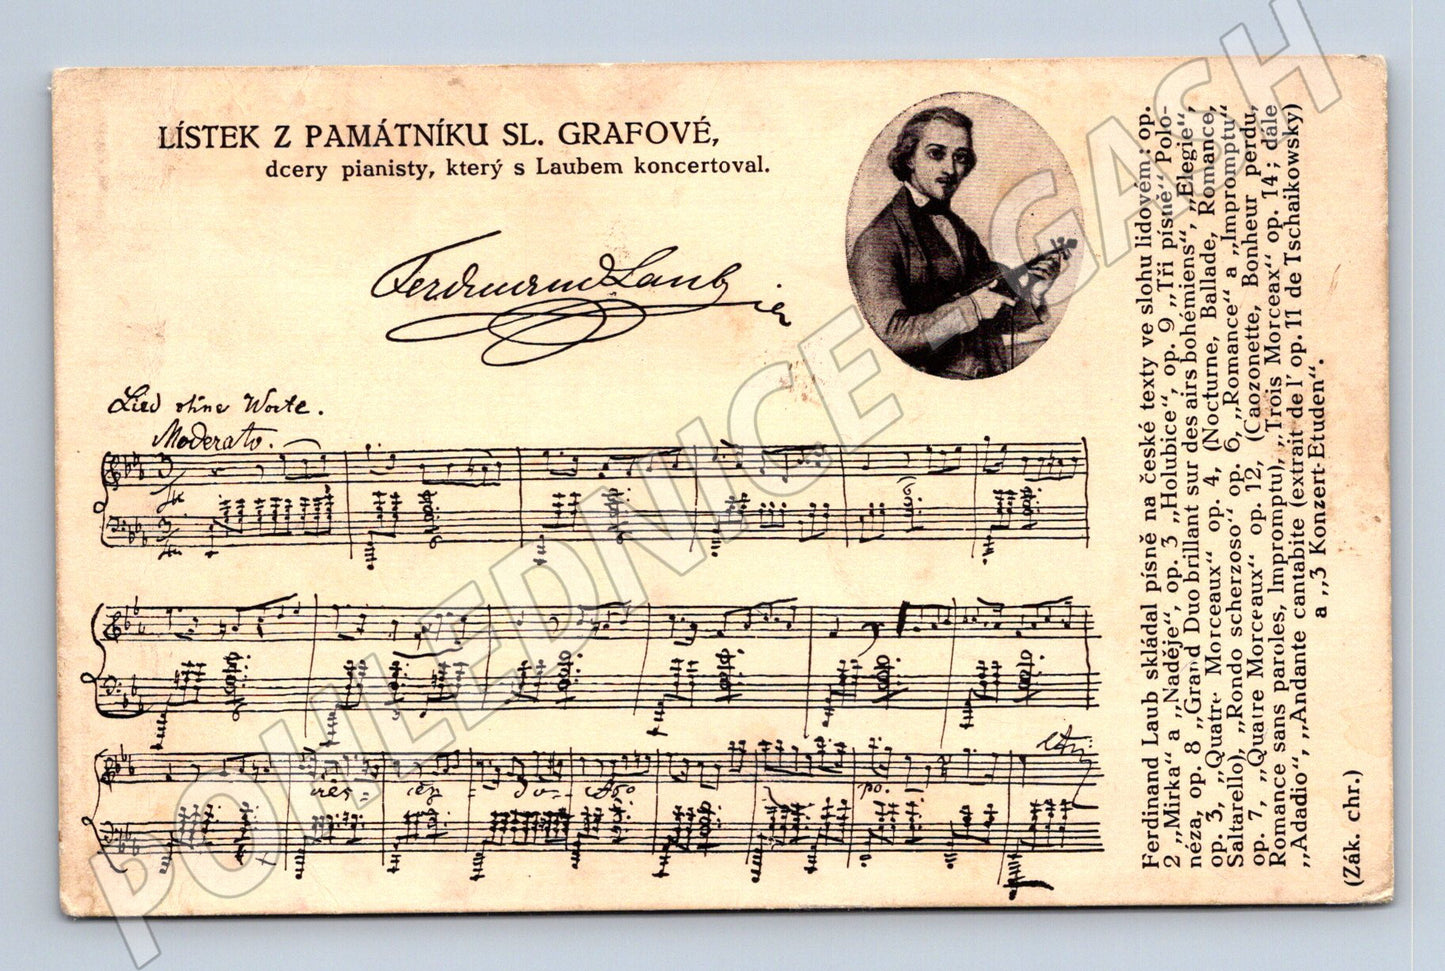 LÍSTEK Z PAMÁTNÍKU SL. GRAFOVÉ,
dcery pianisty, který s Laubem koncertoval.
Ferdinand Laub
Lied ohne Worte.
Moderato.
cres - cen - do -
Ferdinand Laub skládal písně na české texty ve slohu lidovém: op.
2 „Mirka“ a „Naděje“, op. 3 „Holubice“, op. 9, „Tři písně“ Polo-
néza, op. 8 „Grand Duo brillant sur des airs bohémiens“, „Elegie“,
op. 3, „Quatre Morceaux“ op. 4, (Nocturne, Ballade, Romance,
Saltarello), „Rondo scherzoso“ op. 6, „Romance“ a „Impromptu“
op. 7, „Quatre Morceaux“ op. 12, (Caozonette, Bonheur perdu,
Romance sans paroles, Impromptu), „Trois Morceaux“ op. 14; dále
„Adadio“, „Andante cantabite (extrait de l’ op. 11 de Tschaikowsky)
a „3 Konzert-Etuden“.
(Zák. chr.)
POHLEDNICE - GASH